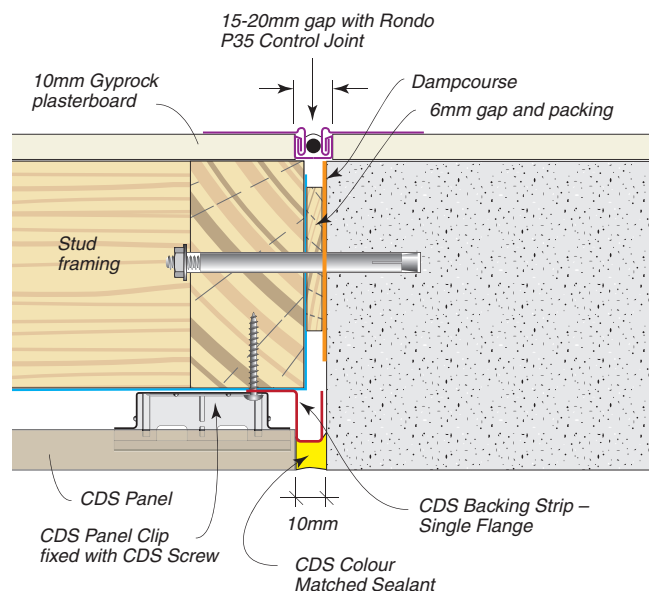 15-20mm gap with Rondo
P35 Control Joint
10mm Gyprock
plasterboard
Dampcourse
6mm gap and packing
Stud
framing
CDS Panel
CDS Panel Clip
fixed with CDS Screw
10mm
CDS Backing Strip –
Single Flange
CDS Colour
Matched Sealant